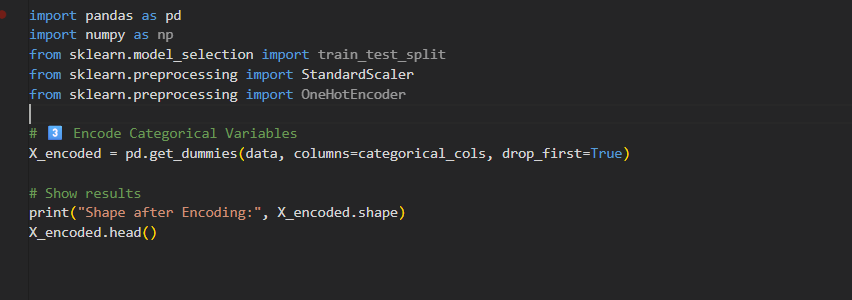 import pandas as pd
import numpy as np
from sklearn.model_selection import train_test_split
from sklearn.preprocessing import StandardScaler
from sklearn.preprocessing import OneHotEncoder
# 3️⃣ Encode Categorical Variables
X_encoded = pd.get_dummies(data, columns=categorical_cols, drop_first=True)
# Show results
print("Shape after Encoding:", X_encoded.shape)
X_encoded.head()